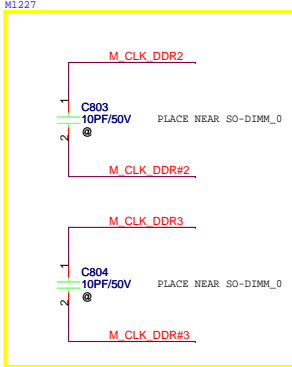 M1227
M_CLK_DDR2
1
C803
10PF/50V
PLACE NEAR SO-DIMM_0
@
2
M_CLK_DDR#2
M_CLK_DDR3
1
C804
10PF/50V
PLACE NEAR SO-DIMM_0
@
2
M_CLK_DDR#3